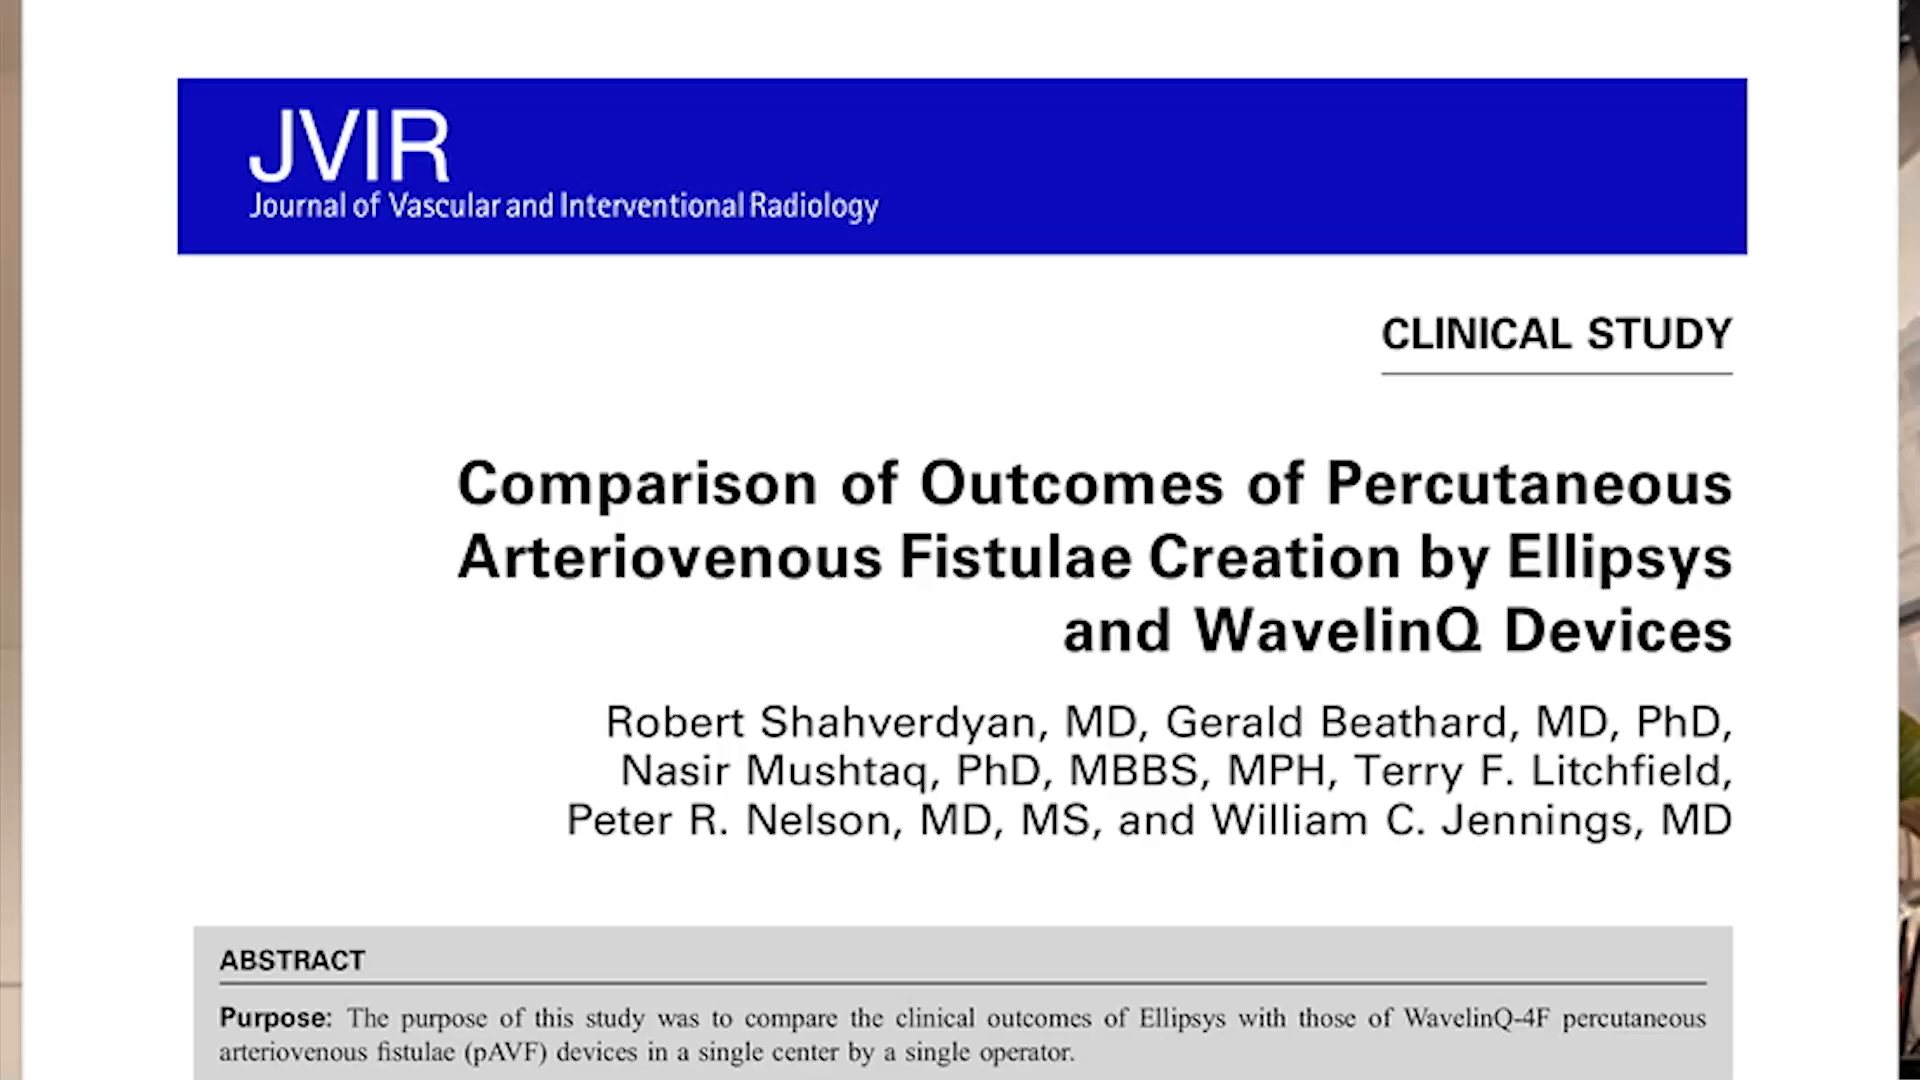 JVIR
Journal of Vascular and Interventional Radiology
CLINICAL STUDY
Comparison of Outcomes of Percutaneous
Arteriovenous Fistulae Creation by Ellipsys
and WavelinQ Devices
Robert Shahverdyan, MD, Gerald Beathard, MD, PhD,
Nasir Mushtaq, PhD, MBBS, MPH, Terry F. Litchfield,
Peter R. Nelson, MD, MS, and William C. Jennings, MD
ABSTRACT
Purpose: The purpose of this study was to compare the clinical outcomes of Ellipsys with those of WavelinQ-4F percutaneous
arteriovenous fistulae (pAVF) devices in a single center by a single operator.